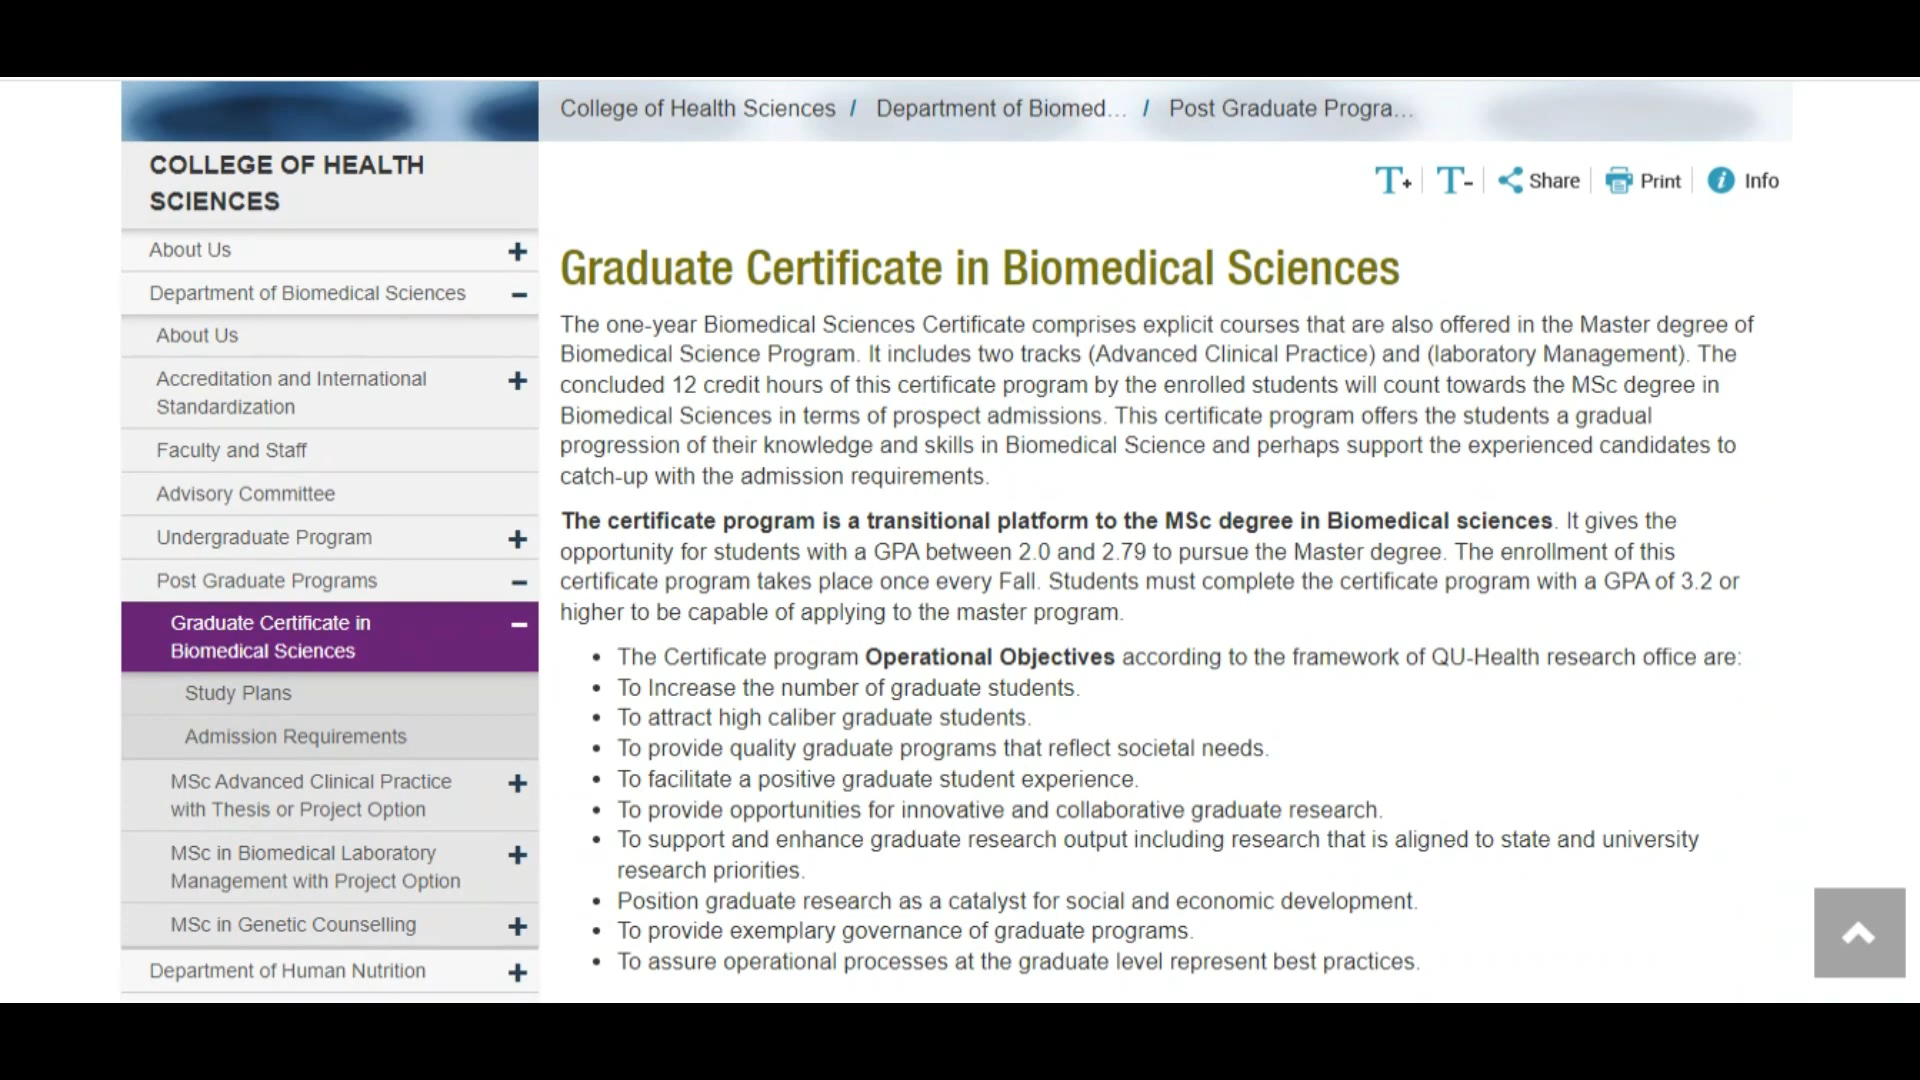 College of Health Sciences / Department of Biomed... / Post Graduate Progra...
COLLEGE OF HEALTH
SCIENCES
About Us
Department of Biomedical Sciences
About Us
Accreditation and International
Standardization
Faculty and Staff
Advisory Committee
Undergraduate Program
Post Graduate Programs
Graduate Certificate in
Biomedical Sciences
Study Plans
Admission Requirements
MSc Advanced Clinical Practice
with Thesis or Project Option
MSc in Biomedical Laboratory
Management with Project Option
MSc in Genetic Counselling
Department of Human Nutrition
T+ T- Share Print Info
Graduate Certificate in Biomedical Sciences
The one-year Biomedical Sciences Certificate comprises explicit courses that are also offered in the Master degree of
Biomedical Science Program. It includes two tracks (Advanced Clinical Practice) and (laboratory Management). The
concluded 12 credit hours of this certificate program by the enrolled students will count towards the MSc degree in
Biomedical Sciences in terms of prospect admissions. This certificate program offers the students a gradual
progression of their knowledge and skills in Biomedical Science and perhaps support the experienced candidates to
catch-up with the admission requirements.
The certificate program is a transitional platform to the MSc degree in Biomedical sciences. It gives the
opportunity for students with a GPA between 2.0 and 2.79 to pursue the Master degree. The enrollment of this
certificate program takes place once every Fall. Students must complete the certificate program with a GPA of 3.2 or
higher to be capable of applying to the master program.
• The Certificate program Operational Objectives according to the framework of QU-Health research office are:
• To Increase the number of graduate students.
• To attract high caliber graduate students.
• To provide quality graduate programs that reflect societal needs.
• To facilitate a positive graduate student experience.
• To provide opportunities for innovative and collaborative graduate research.
• To support and enhance graduate research output including research that is aligned to state and university
research priorities.
• Position graduate research as a catalyst for social and economic development.
• To provide exemplary governance of graduate programs.
• To assure operational processes at the graduate level represent best practices.